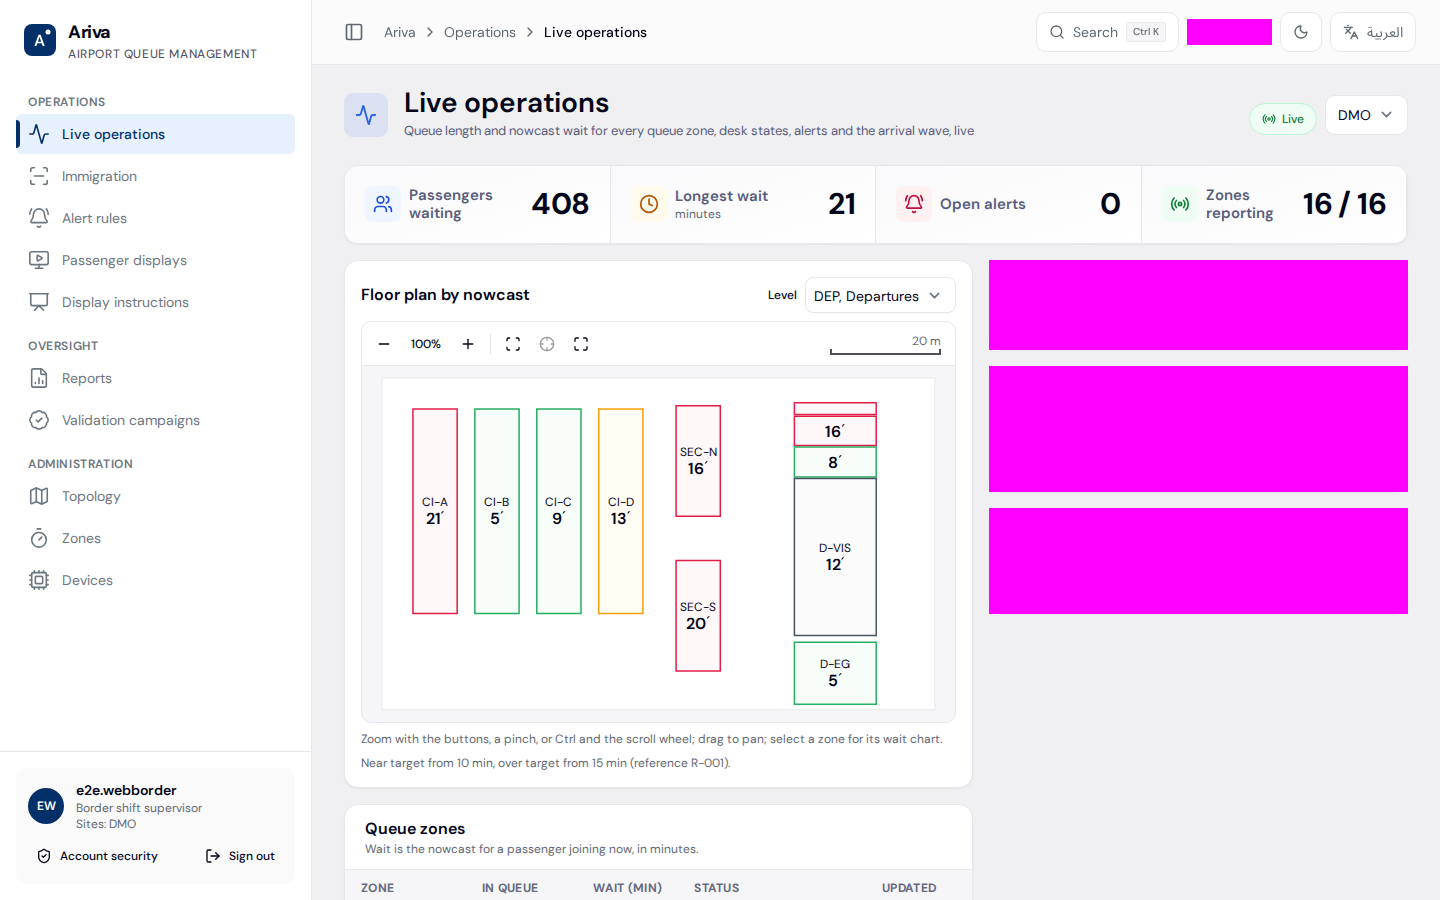 Ariva
AIRPORT QUEUE MANAGEMENT
OPERATIONS
Live operations
Immigration
Alert rules
Passenger displays
Display instructions
OVERSIGHT
Reports
Validation campaigns
ADMINISTRATION
Topology
Zones
Devices
EW
e2e.webborder
Border shift supervisor
Sites: DMO
Account security
Sign out
Ariva > Operations > Live operations
Search Ctrl K
العربية
Live operations
Queue length and nowcast wait for every queue zone, desk states, alerts and the arrival wave, live
Live
DMO
Passengers waiting 408
Longest wait minutes 21
Open alerts 0
Zones reporting 16 / 16
Floor plan by nowcast
Level DEP, Departures
100%
20 m
CI-A
21´
CI-B
5´
CI-C
9´
CI-D
13´
SEC-N
16´
SEC-S
20´
16´
8´
D-VIS
12´
D-EG
5´
Zoom with the buttons, a pinch, or Ctrl and the scroll wheel; drag to pan; select a zone for its wait chart.
Near target from 10 min, over target from 15 min (reference R-001).
Queue zones
Wait is the nowcast for a passenger joining now, in minutes.
ZONE IN QUEUE WAIT (MIN) STATUS UPDATED